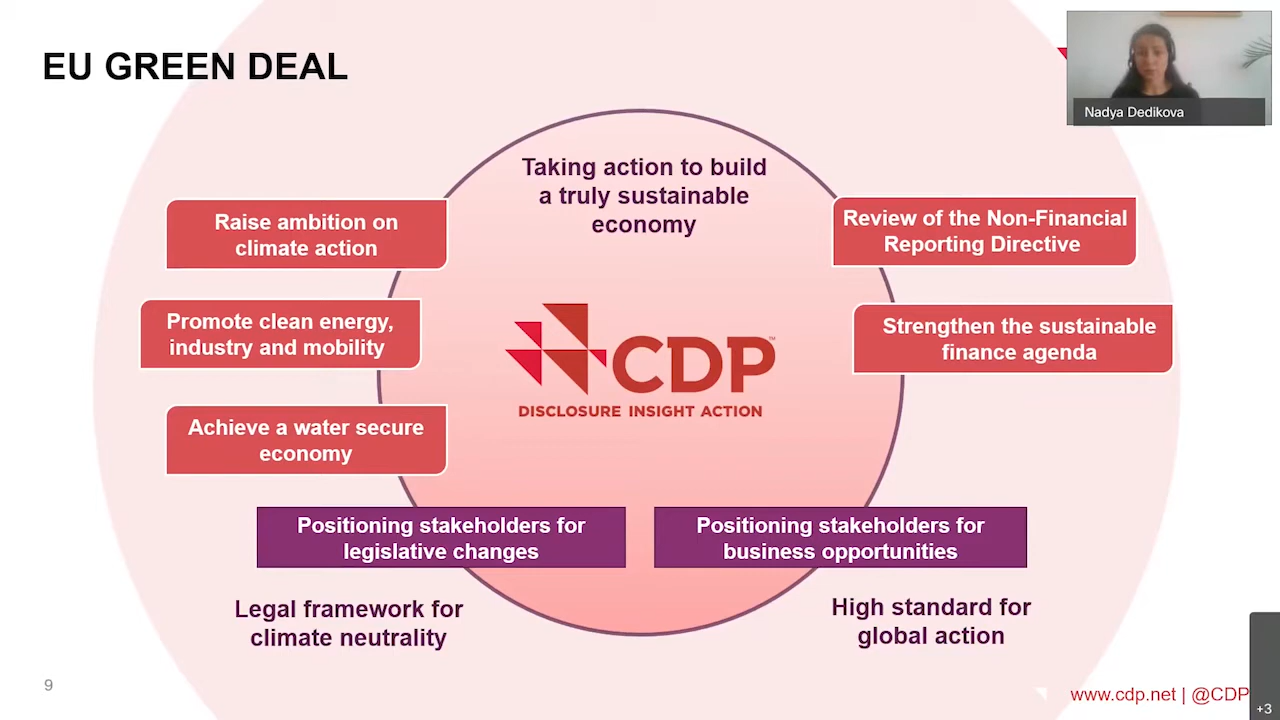 EU GREEN DEAL
Nadya Dedikova
Taking action to build
a truly sustainable
economy
Raise ambition on
climate action
Promote clean energy,
industry and mobility
Achieve a water secure
economy
Review of the Non-Financial
Reporting Directive
Strengthen the sustainable
finance agenda
CDP™
DISCLOSURE INSIGHT ACTION
Positioning stakeholders for
legislative changes
Positioning stakeholders for
business opportunities
Legal framework for
climate neutrality
High standard for
global action
9
www.cdp.net | @CDP
+3